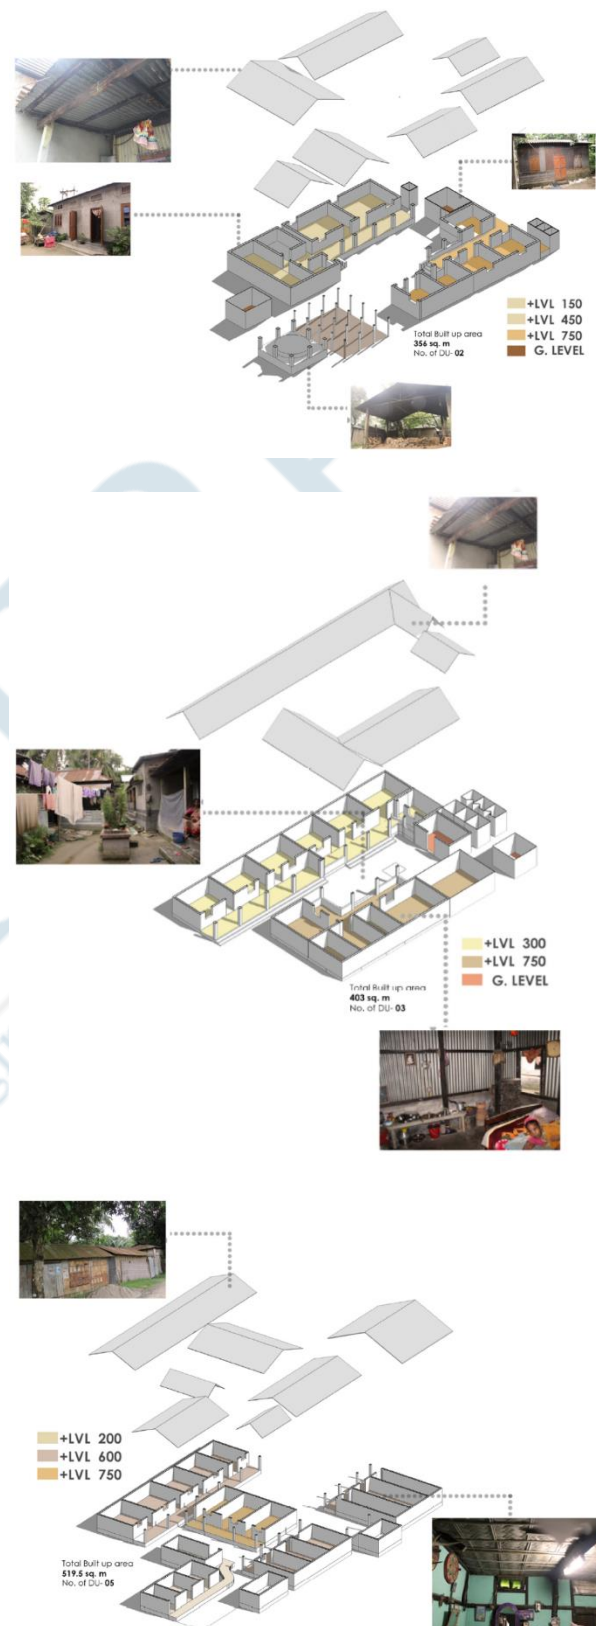 +LVL 150
+LVL 450
+LVL 750
G. LEVEL
Total Built up area
356 sq. m
No. of DU- 02
+LVL 300
+LVL 750
G. LEVEL
Total Built up area
403 sq. m
No. of DU- 03
+LVL 200
+LVL 600
+LVL 750
Total Built up area
519.5 sq. m
No. of DU- 05